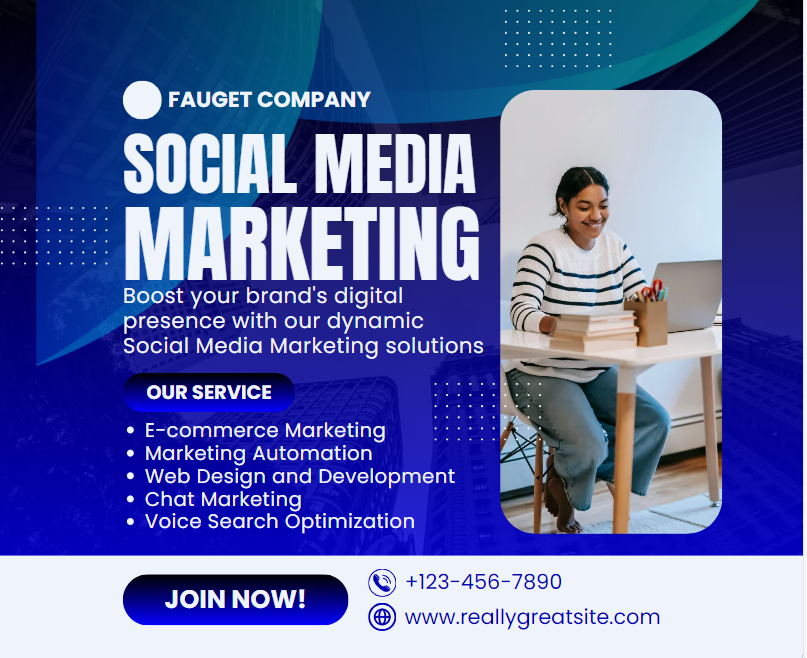 FAUGET COMPANY
SOCIAL MEDIA
MARKETING
Boost your brand's digital
presence with our dynamic
Social Media Marketing solutions
OUR SERVICE
• E-commerce Marketing
• Marketing Automation
• Web Design and Development
• Chat Marketing
• Voice Search Optimization
JOIN NOW!
+123-456-7890
www.reallygreatsite.com